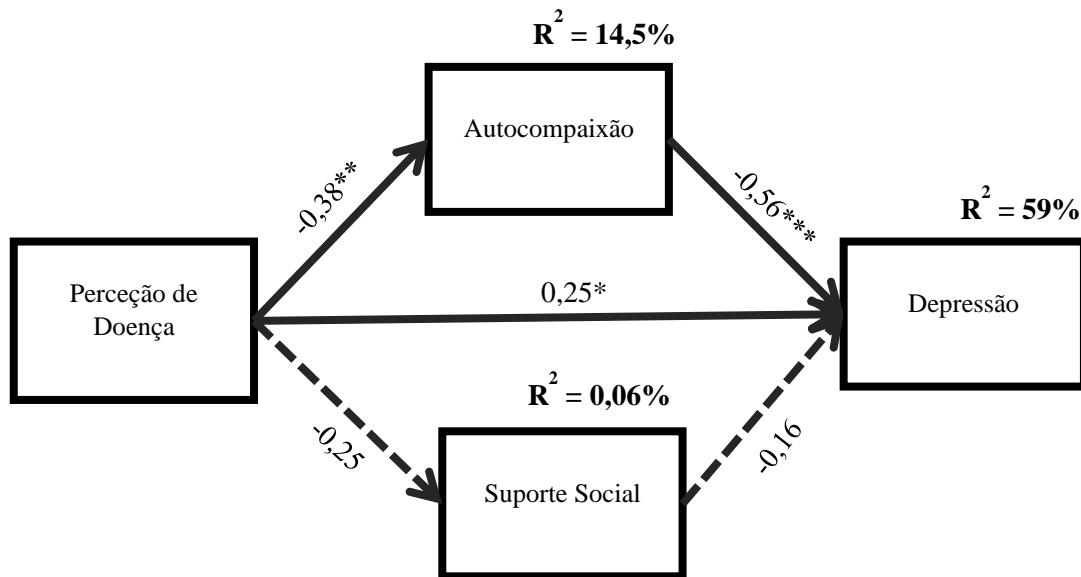 R² = 14,5%
Autocompaixão
-0,38**
-0,56***
R² = 59%
Perceção de
Doença
0,25*
Depressão
R² = 0,06%
-0,25
-0,16
Suporte Social